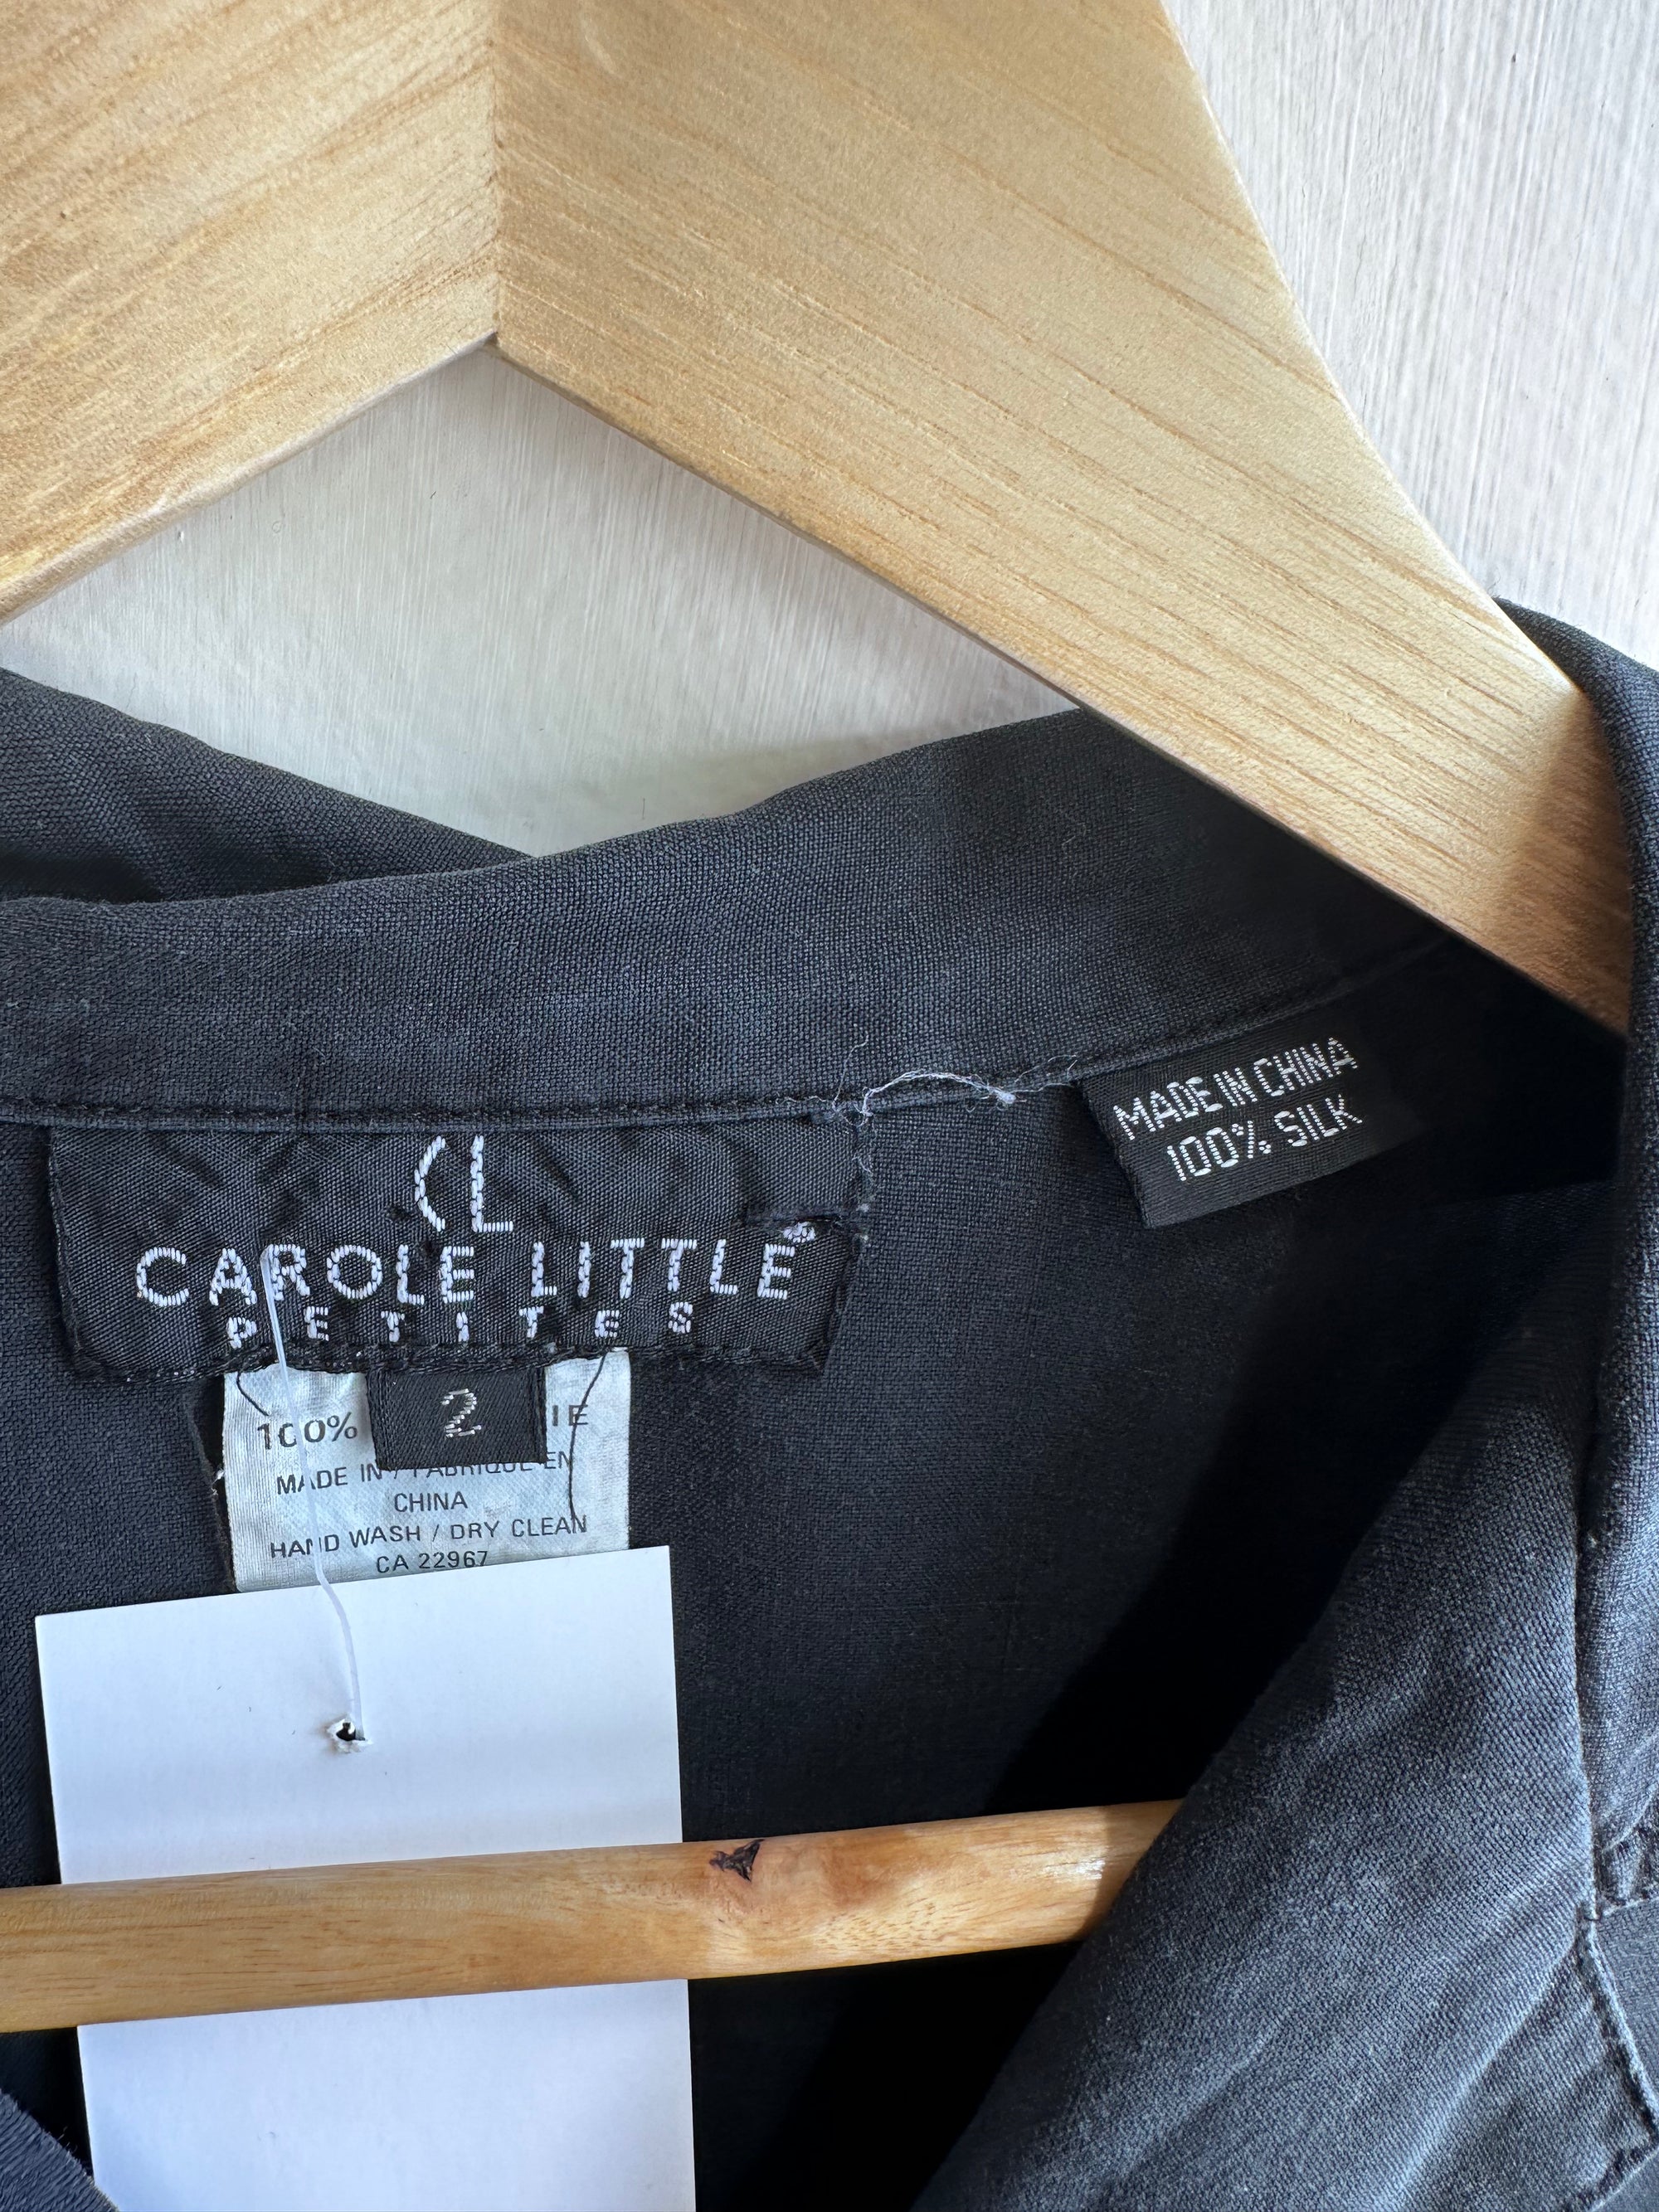 CL
CAROLE LITTLE®
PETITES
MADE IN CHINA
100% SILK
2
100%
MADE IN / FABRIQUE EN
CHINA
HAND WASH / DRY CLEAN
CA 22967